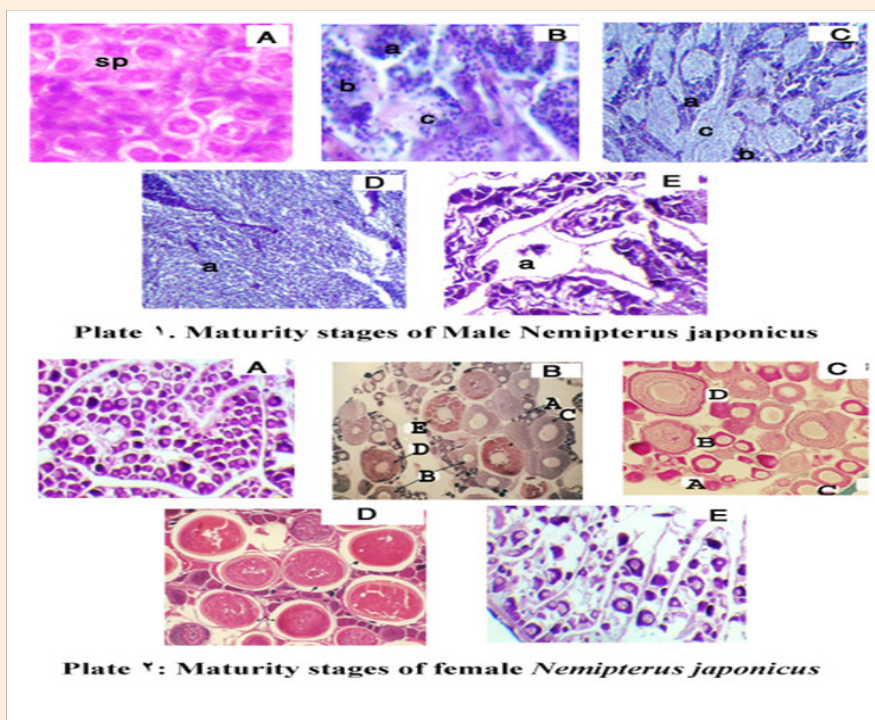 A
sp
B
a
b
c
C
a
c
b
D
a
E
a
Plate ١. Maturity stages of Male Nemipterus japonicus
A
B
A
C
E
D
B
C
D
B
A
C
D
E
Plate ٢: Maturity stages of female Nemipterus japonicus